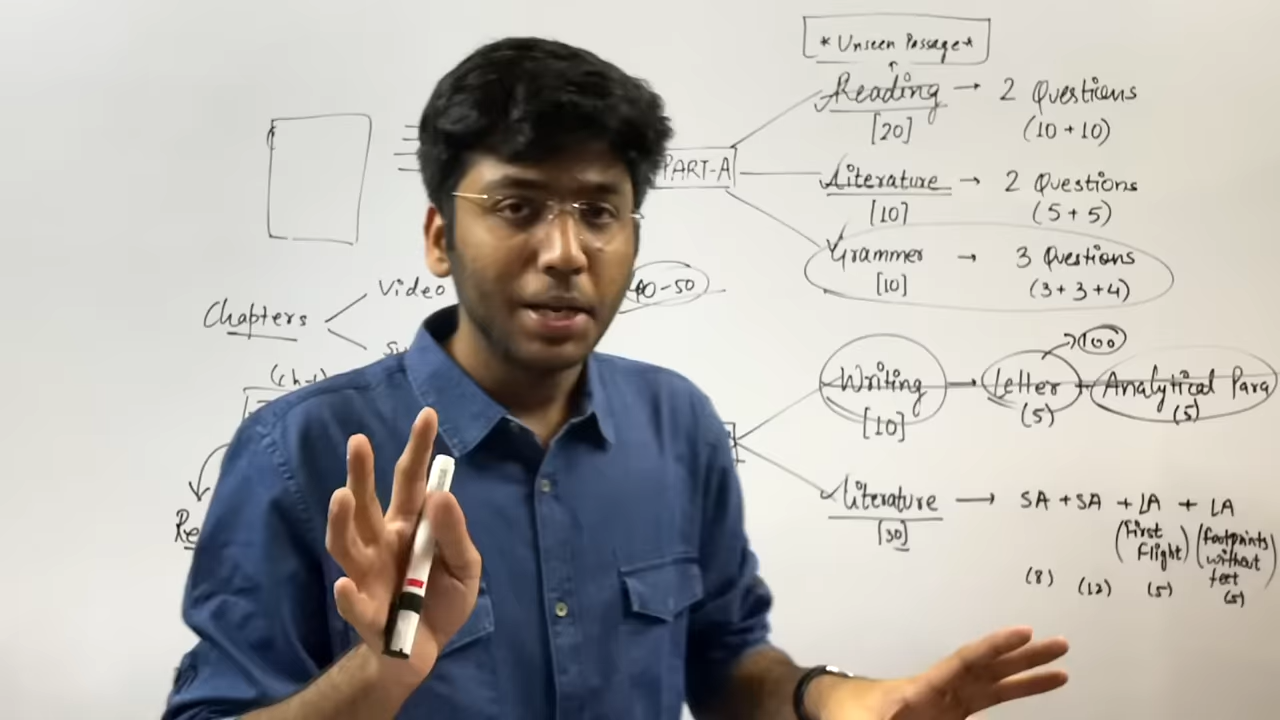 * Unseen Passage *
Reading → 2 Questions
[20] (10 + 10)
PART-A
Literature → 2 Questions
[10] (5 + 5)
Grammer → 3 Questions
[10] (3+3+4)
Chapters
Video
40-50
(Ch-1)
Writing → Letter + Analytical Para
100
[10] (5) (5)
Literature → SA + SA + LA + LA
[30] (First Flight) (footprints without feet
(8) (12) (5) (5)